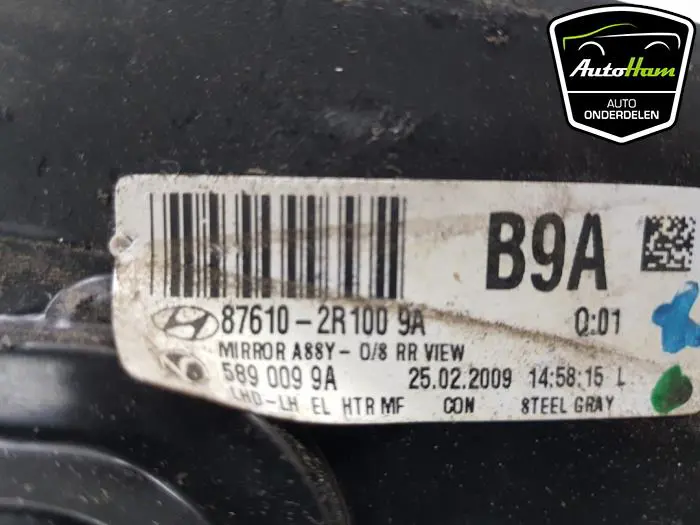 AutoHam
AUTO
ONDERDELEN
B9A
87610-2R100 9A
Q:01
MIRROR ASSY- O/S RR VIEW
589 009 9A 25.02.2009 14:58:15 L
LHD-LH EL HTR MF CON STEEL GRAY